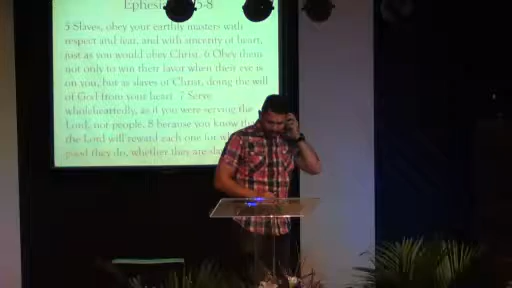 Ephesians 5-8
5 Slaves, obey your earthly masters with
respect and fear, and with sincerity of heart,
just as you would obey Christ. 6 Obey them
not only to win their favor when their eye is
on you, but as slaves of Christ, doing the will
of God from your heart. 7 Serve
wholeheartedly, as if you were serving the
Lord, not people, 8 because you know th
the Lord will reward each one for wh
good they do, whether they are sla